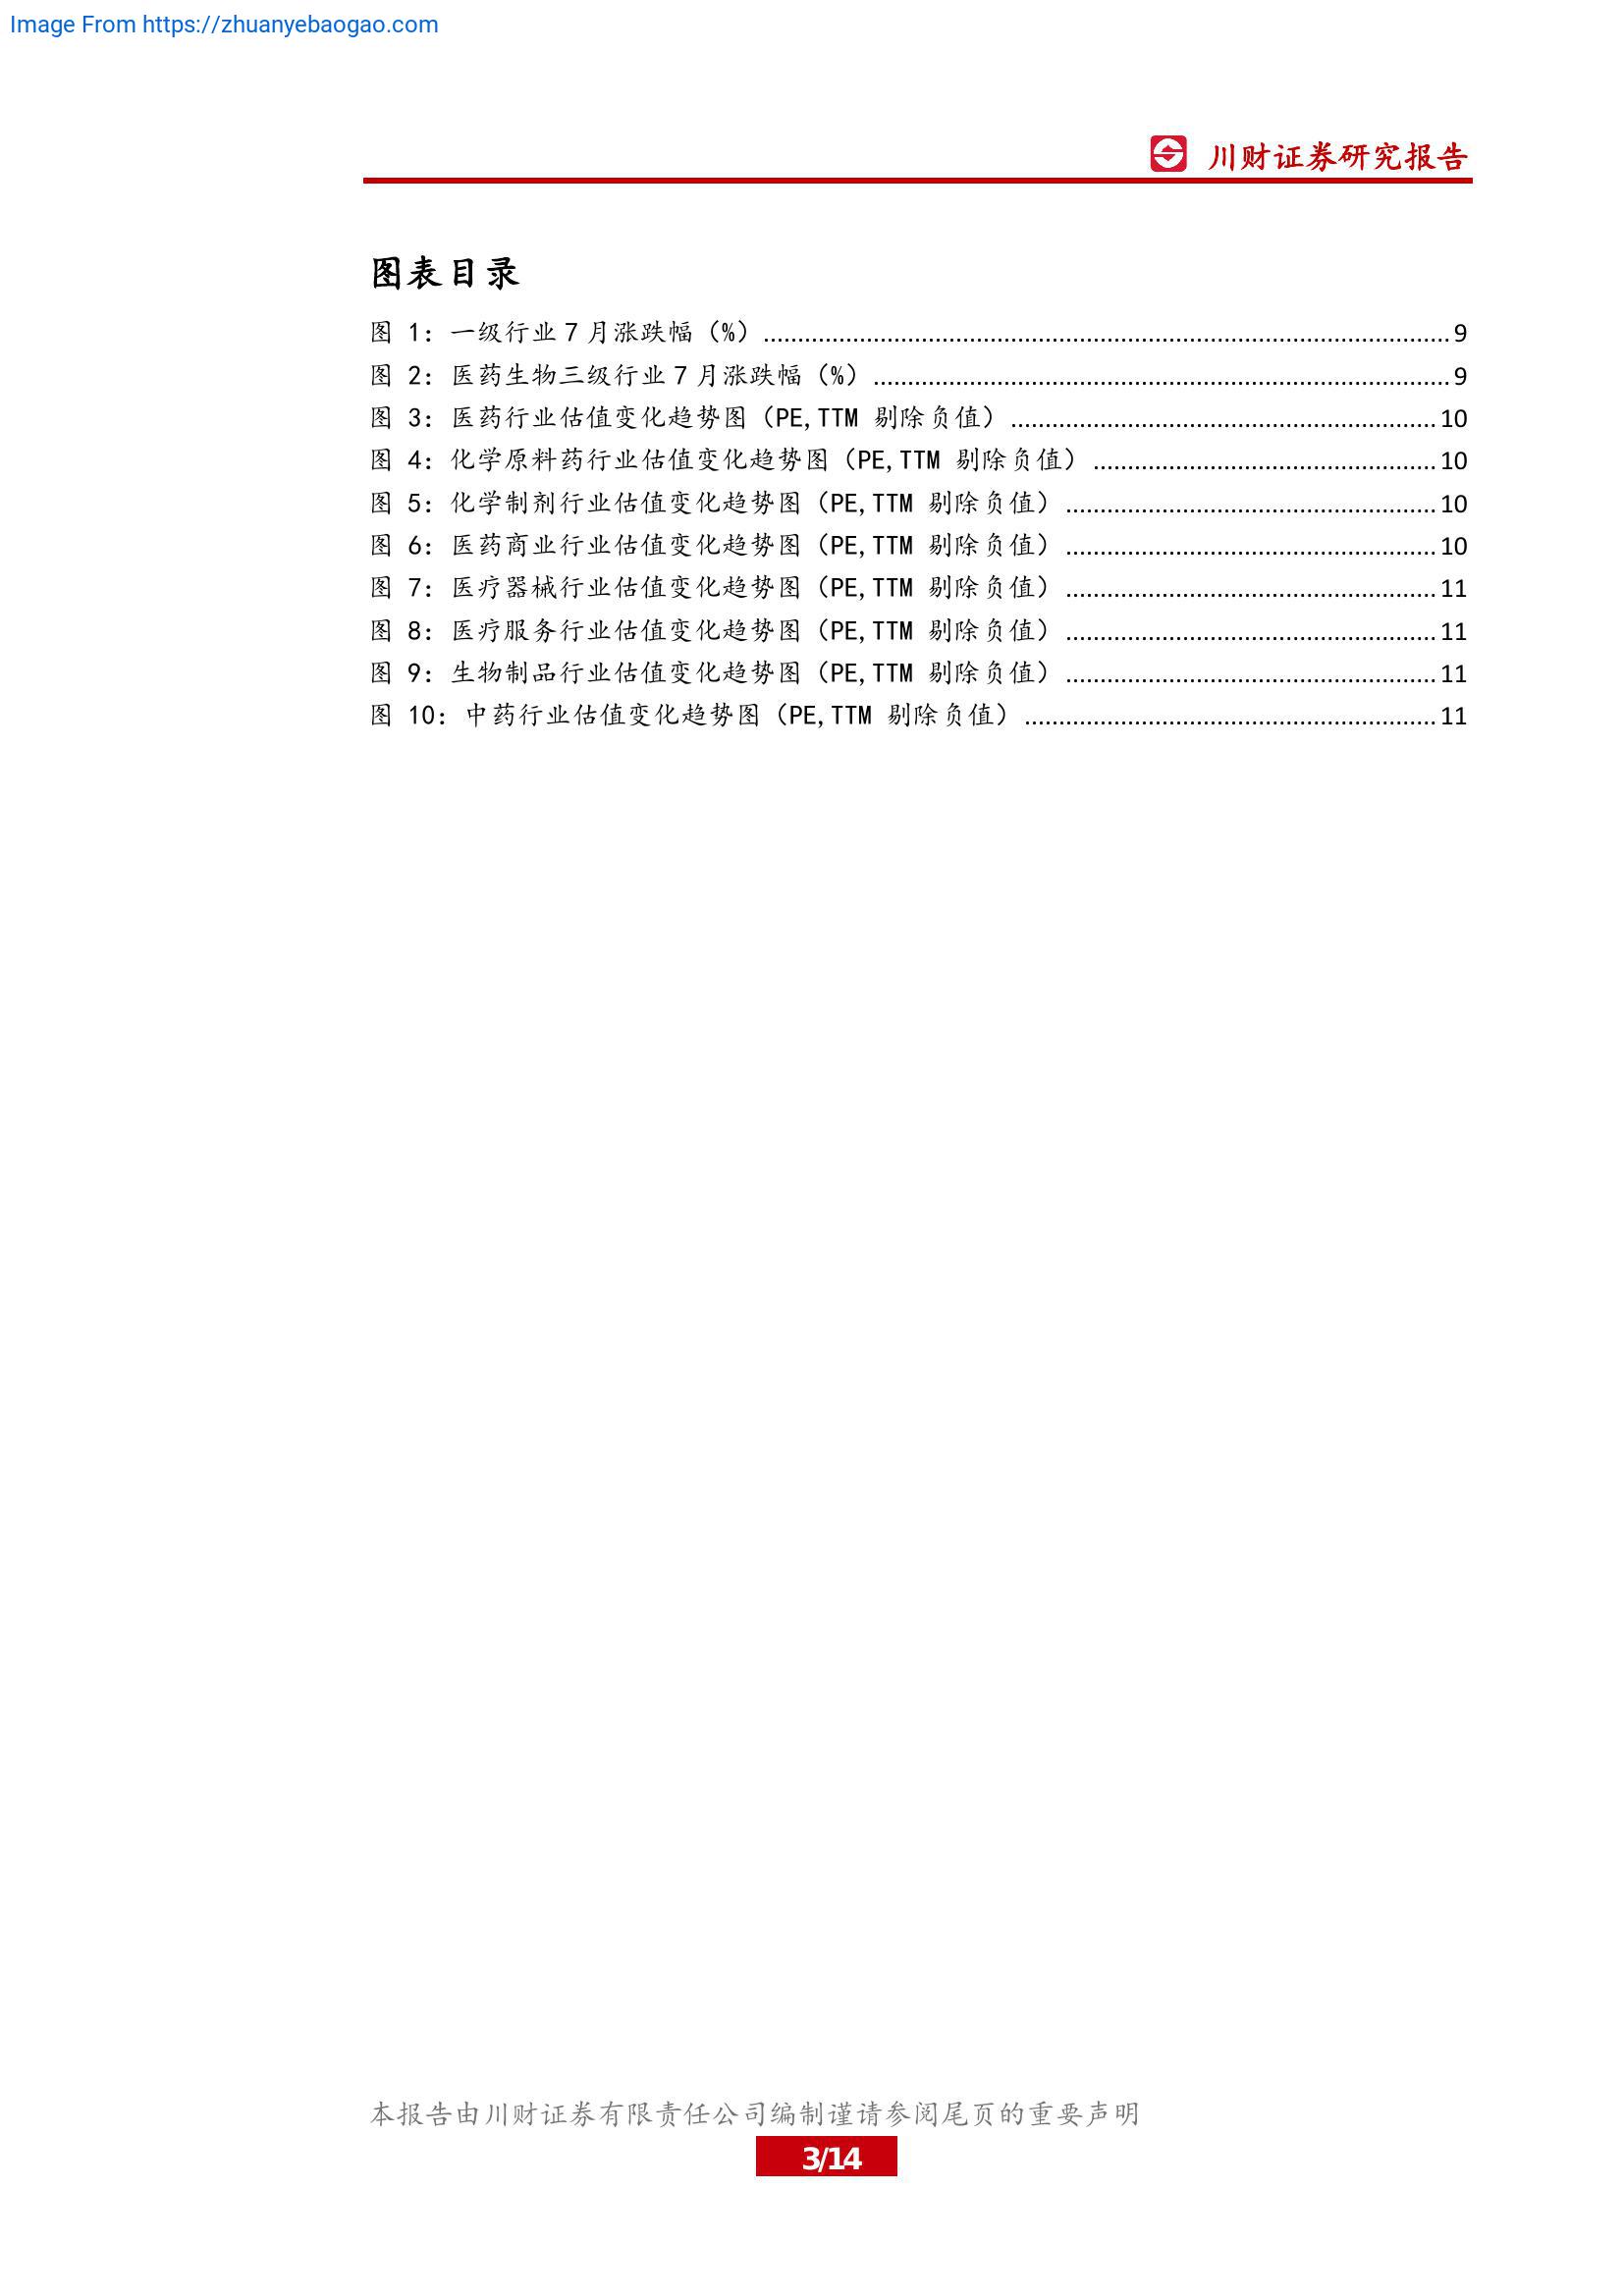 Image From https://zhuanyebaogao.com
川财证券研究报告
图表目录
图 1：一级行业 7 月涨跌幅（%）..........9
图 2：医药生物三级行业 7 月涨跌幅（%）..........9
图 3：医药行业估值变化趋势图（PE,TTM 剔除负值）..........10
图 4：化学原料药行业估值变化趋势图（PE,TTM 剔除负值）..........10
图 5：化学制剂行业估值变化趋势图（PE,TTM 剔除负值）..........10
图 6：医药商业行业估值变化趋势图（PE,TTM 剔除负值）..........10
图 7：医疗器械行业估值变化趋势图（PE,TTM 剔除负值）..........11
图 8：医疗服务行业估值变化趋势图（PE,TTM 剔除负值）..........11
图 9：生物制品行业估值变化趋势图（PE,TTM 剔除负值）..........11
图 10：中药行业估值变化趋势图（PE,TTM 剔除负值）..........11
本报告由川财证券有限责任公司编制谨请参阅尾页的重要声明
3/14